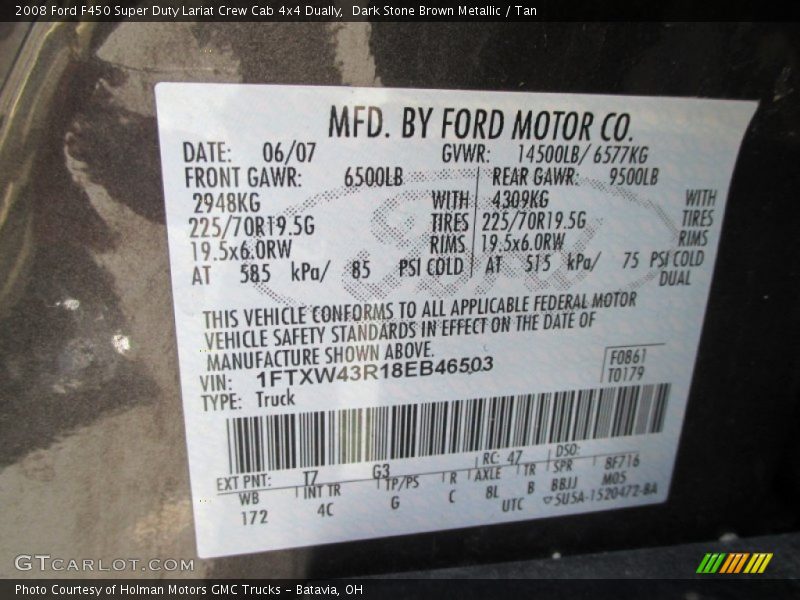 2008 Ford F450 Super Duty Lariat Crew Cab 4x4 Dually, Dark Stone Brown Metallic / Tan
MFD. BY FORD MOTOR CO.
DATE: 06/07 GVWR: 14500LB/ 6577KG
FRONT GAWR: 6500LB REAR GAWR: 9500LB
2948KG WITH 4309KG WITH
225/70R19.5G TIRES 225/70R19.5G TIRES
19.5x6.0RW RIMS 19.5x6.0RW RIMS
AT 585 kPa/ 85 PSI COLD AT 515 kPa/ 75 PSI COLD
DUAL
THIS VEHICLE CONFORMS TO ALL APPLICABLE FEDERAL MOTOR
VEHICLE SAFETY STANDARDS IN EFFECT ON THE DATE OF
MANUFACTURE SHOWN ABOVE.
VIN: 1FTXW43R18EB46503 F0861
TYPE: Truck T0179
EXT PNT: T7 G3 RC: 47 DSO:
WB INT TR TP/PS R AXLE TR SPR 8F716
172 4C G C 8L B BBJJ M05
UTC ▽5U5A-1520472-BA
GTCARLOT.COM
Photo Courtesy of Holman Motors GMC Trucks - Batavia, OH